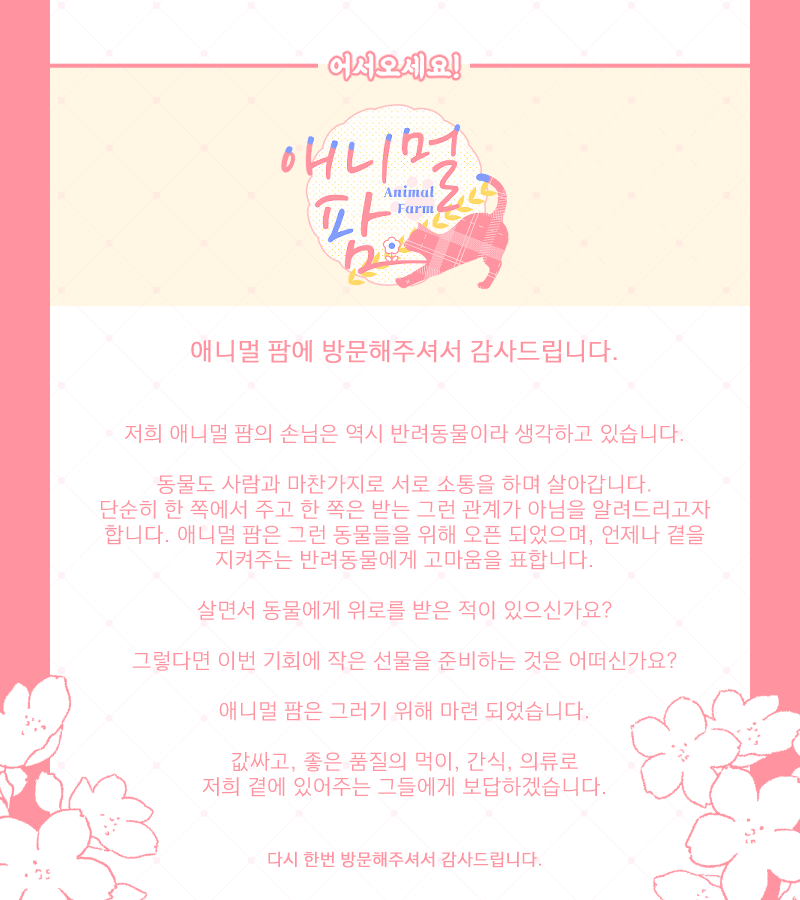 어서오세요!
애니멀
팜
Animal
Farm
애니멀 팜에 방문해주셔서 감사드립니다.
저희 애니멀 팜의 손님은 역시 반려동물이라 생각하고 있습니다.
동물도 사람과 마찬가지로 서로 소통을 하며 살아갑니다.
단순히 한 쪽에서 주고 한 쪽은 받는 그런 관계가 아님을 알려드리고자
합니다. 애니멀 팜은 그런 동물들을 위해 오픈 되었으며, 언제나 곁을
지켜주는 반려동물에게 고마움을 표합니다.
살면서 동물에게 위로를 받은 적이 있으신가요?
그렇다면 이번 기회에 작은 선물을 준비하는 것은 어떠신가요?
애니멀 팜은 그러기 위해 마련 되었습니다.
값싸고, 좋은 품질의 먹이, 간식, 의류로
저희 곁에 있어주는 그들에게 보답하겠습니다.
다시 한번 방문해주셔서 감사드립니다.